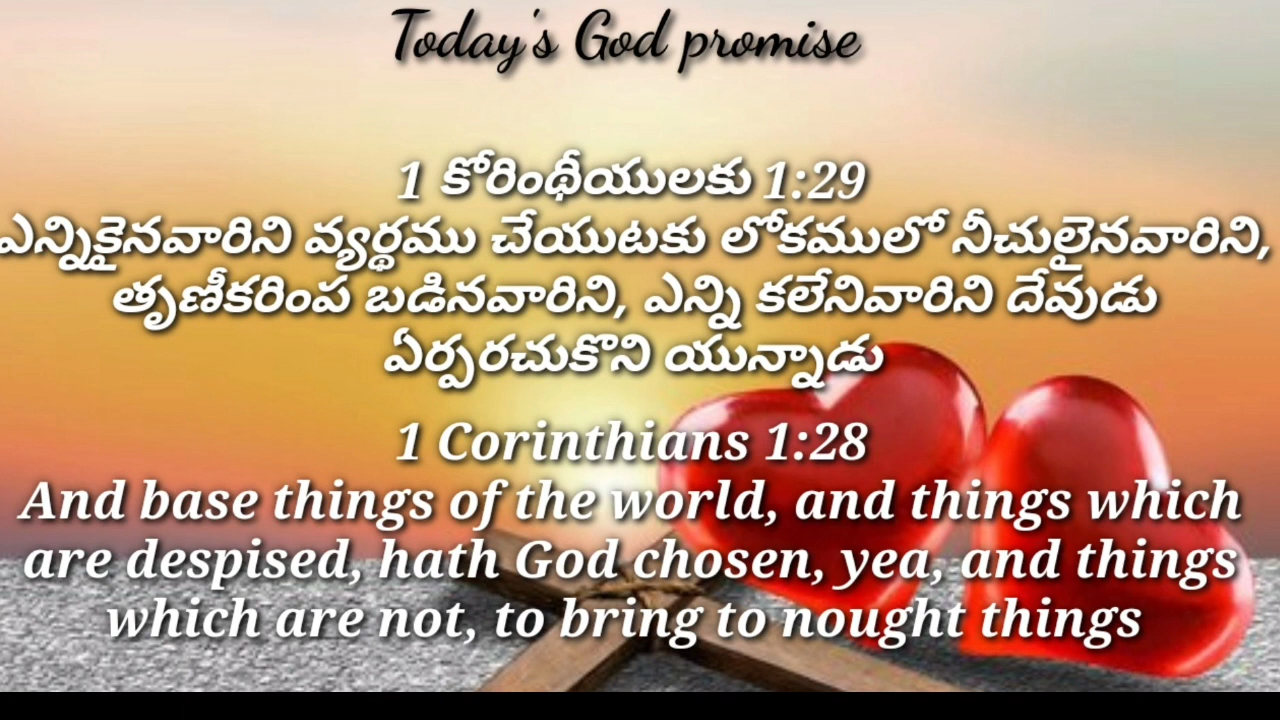 Today's God promise
1 కోరింథీయులకు 1:29
ఎన్నికైనవారిని వ్యర్థము చేయుటకు లోకములో నీచులైనవారిని,
తృణీకరింప బడినవారిని, ఎన్ని కలేనివారిని దేవుడు
ఏర్పరచుకొని యున్నాడు
1 Corinthians 1:28
And base things of the world, and things which
are despised, hath God chosen, yea, and things
which are not, to bring to nought things